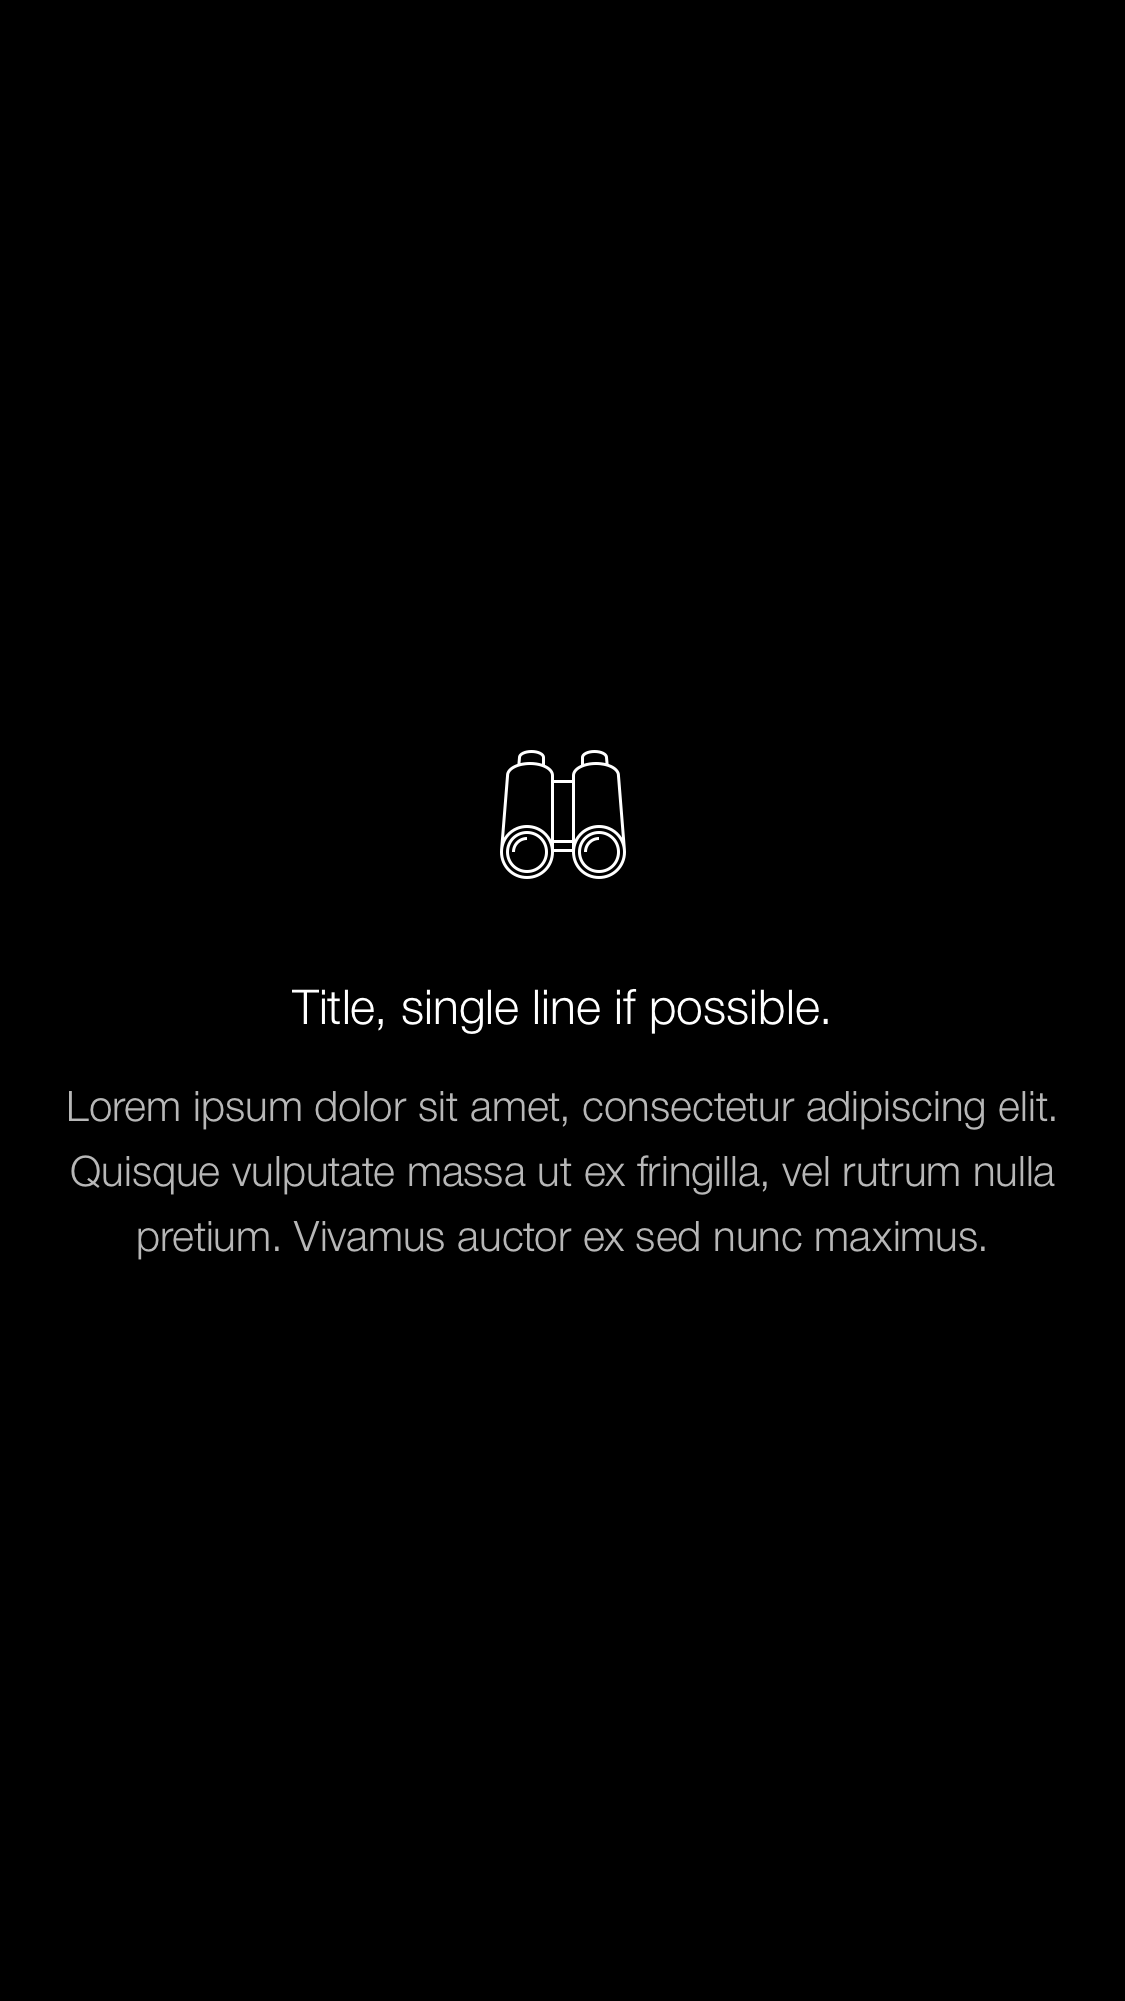 Title, single line if possible.
Lorem ipsum dolor sit amet, consectetur adipiscing elit.
Quisque vulputate massa ut ex fringilla, vel rutrum nulla
pretium. Vivamus auctor ex sed nunc maximus.